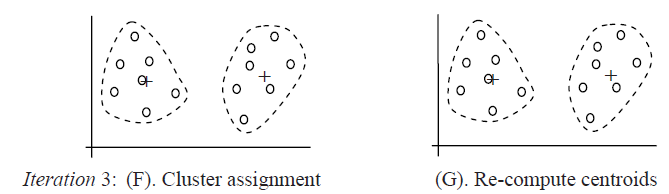 Iteration 3: (F). Cluster assignment
(G). Re-compute centroids